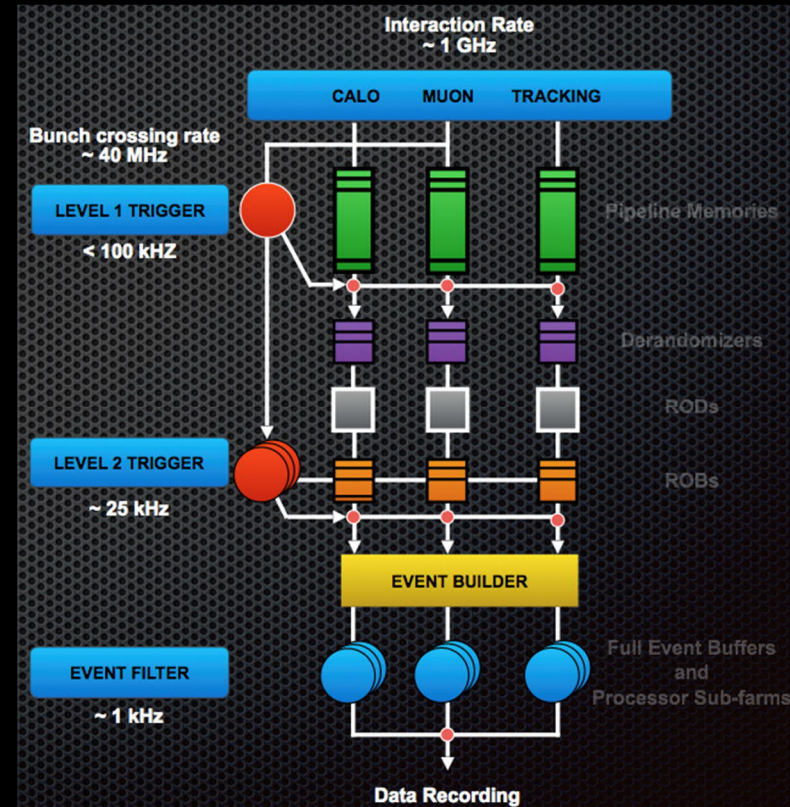 Interaction Rate
~ 1 GHz
CALO MUON TRACKING
Bunch crossing rate
~ 40 MHz
LEVEL 1 TRIGGER
Pipeline Memories
< 100 kHZ
Derandomizers
RODs
LEVEL 2 TRIGGER
ROBs
~ 25 kHz
EVENT BUILDER
Full Event Buffers
and
Processor Sub-farms
EVENT FILTER
~ 1 kHz
Data Recording